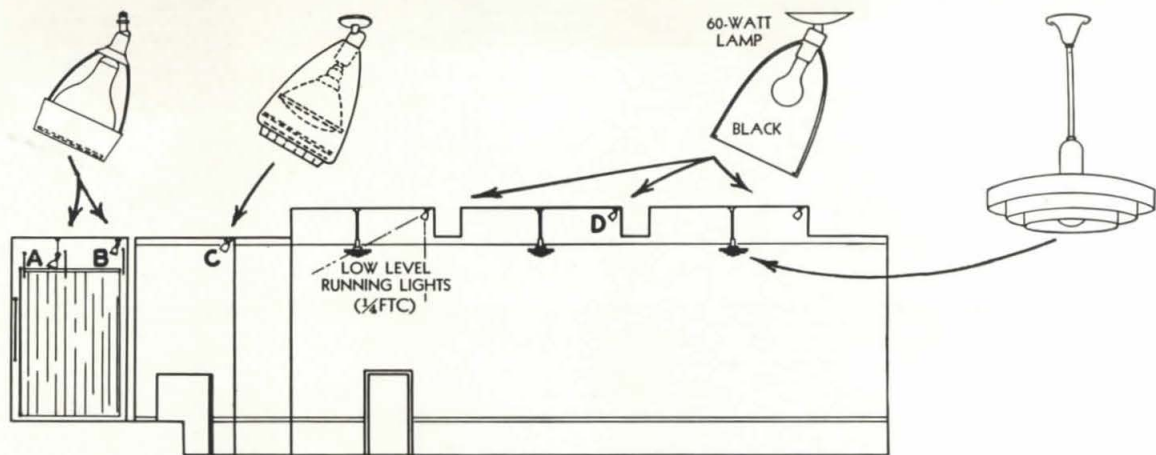 60-WATT
LAMP
BLACK
A
B
C
D
LOW LEVEL
RUNNING LIGHTS
(¼FTC)